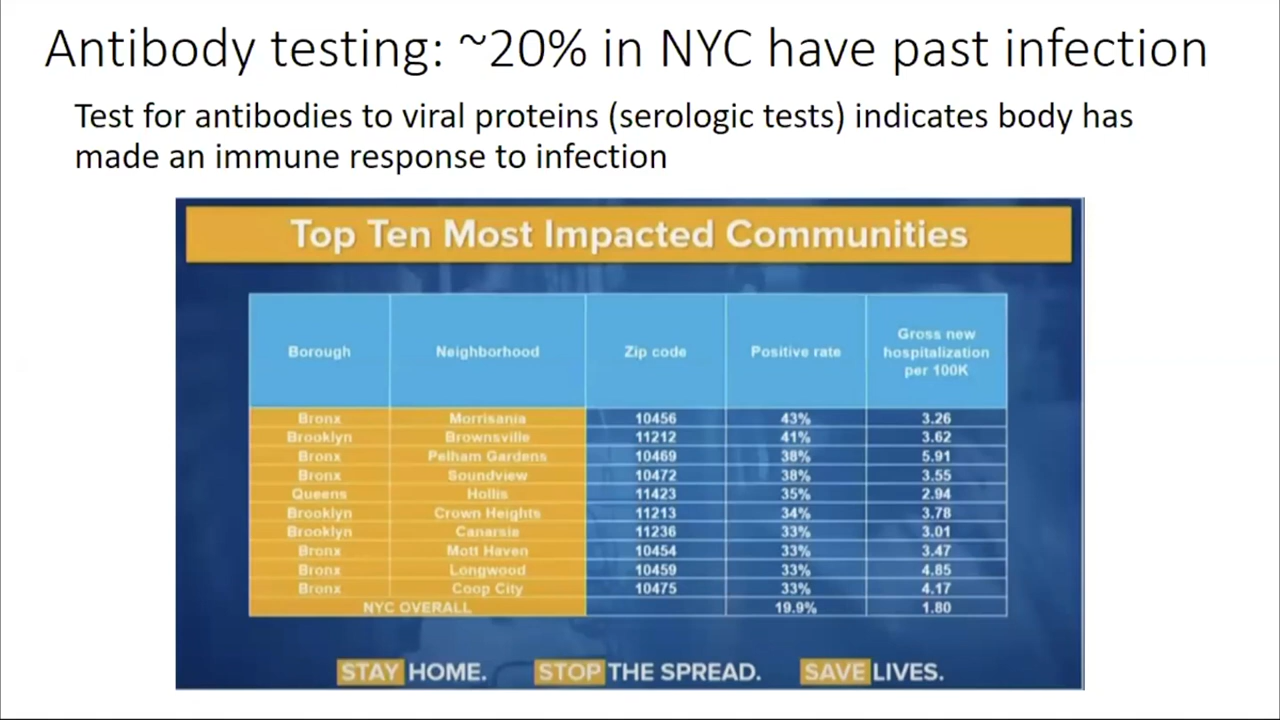 Antibody testing: ~20% in NYC have past infection
Test for antibodies to viral proteins (serologic tests) indicates body has
made an immune response to infection
Top Ten Most Impacted Communities
Borough Neighborhood Zip code Positive rate Gross new hospitalization per 100K
Bronx Morrisania 10456 43% 3.26
Brooklyn Brownsville 11212 41% 3.62
Bronx Pelham Gardens 10469 38% 5.91
Bronx Soundview 10472 38% 3.55
Queens Hollis 11423 35% 2.94
Brooklyn Crown Heights 11213 34% 3.78
Brooklyn Canarsie 11236 33% 3.01
Bronx Mott Haven 10454 33% 3.47
Bronx Longwood 10459 33% 4.85
Bronx Coop City 10475 33% 4.17
NYC OVERALL 19.9% 1.80
STAY HOME. STOP THE SPREAD. SAVE LIVES.